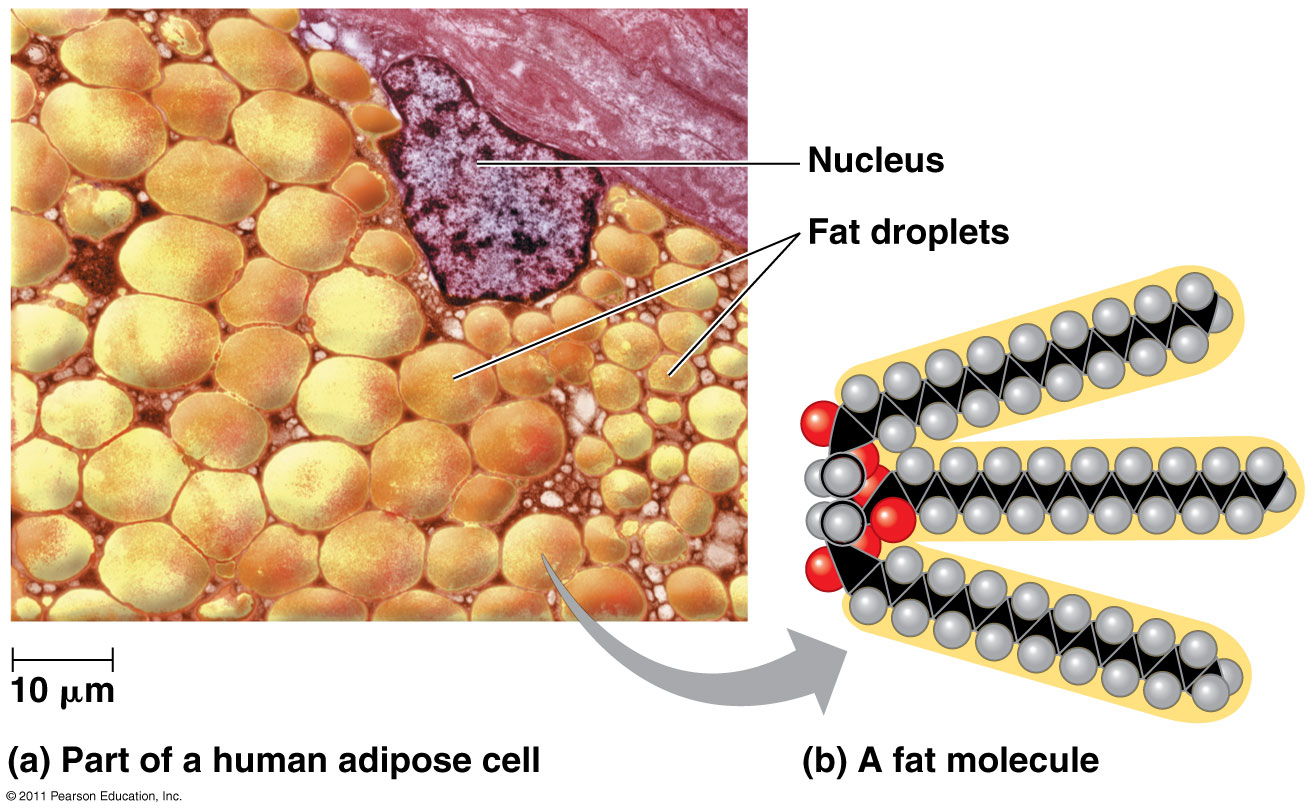 Nucleus
Fat droplets
10 μm
(a) Part of a human adipose cell
(b) A fat molecule
© 2011 Pearson Education, Inc.